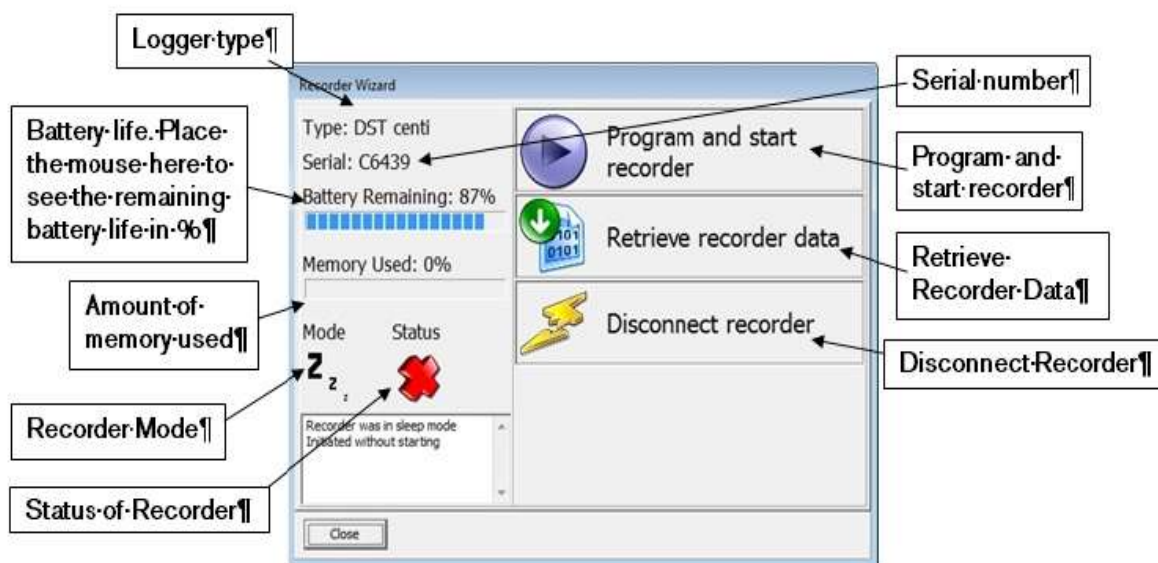 Logger·type¶
Serial·number¶
Battery·life.·Place·
the·mouse·here·to·
see·the·remaining·
battery·life·in·%¶
Amount·of·
memory·used¶
Recorder·Mode¶
Status·of·Recorder¶
Recorder Wizard
Type: DST centi
Serial: C6439
Battery Remaining: 87%
Memory Used: 0%
Mode Status
Z z z
Recorder was in sleep mode
Initiated without starting
Close
Program and start
recorder
0101
0101
Retrieve recorder data
Disconnect recorder
Program·and·
start·recorder¶
Retrieve·
Recorder·Data¶
Disconnect·Recorder¶